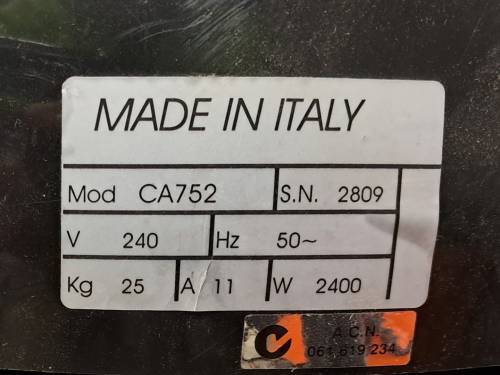 MADE IN ITALY
Mod CA752 S.N. 2809
V 240 Hz 50~
Kg 25 A 11 W 2400
A.C.N.
061 619 234